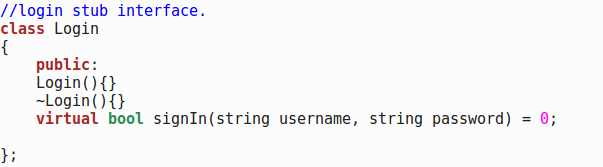 //login stub interface.
class Login
{
    public:
    Login(){}
    ~Login(){}
    virtual bool signIn(string username, string password) = 0;

};